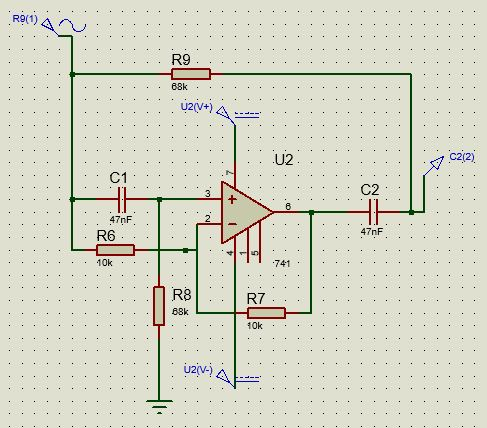 R9(1)
R9
68k
U2(V+)
7
U2
C2(2)
C1
47nF
3
2
6
C2
47nF
R6
10k
4
1
5
741
R8
68k
R7
10k
U2(V-)